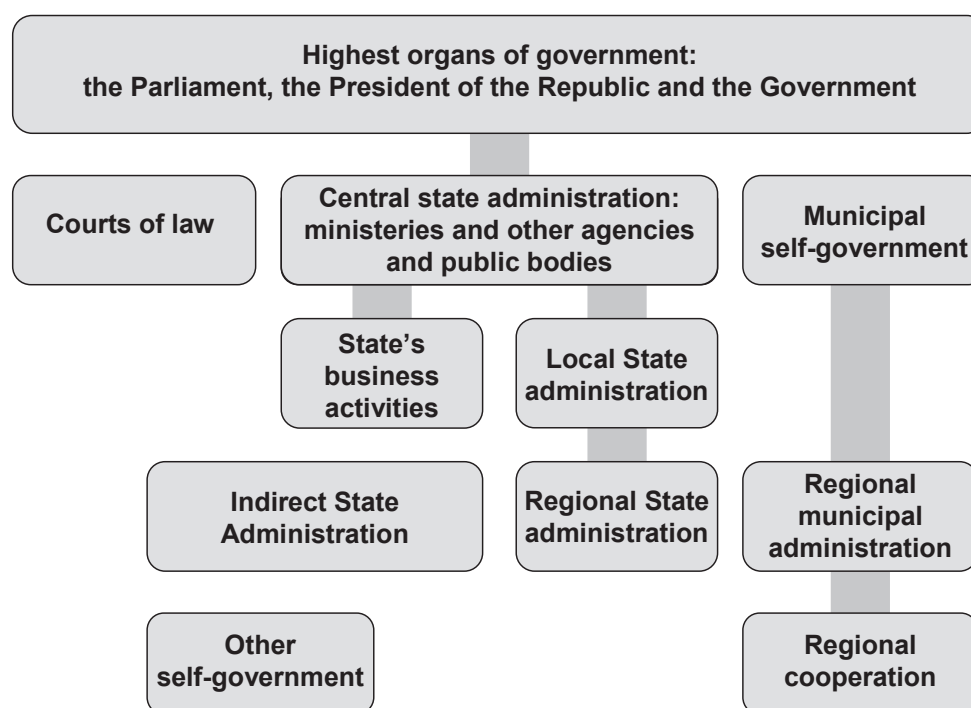 Highest organs of government:
the Parliament, the President of the Republic and the Government
Courts of law
Central state administration:
ministeries and other agencies
and public bodies
Municipal
self-government
State’s
business
activities
Local State
administration
Indirect State
Administration
Regional State
administration
Regional
municipal
administration
Other
self-government
Regional
cooperation